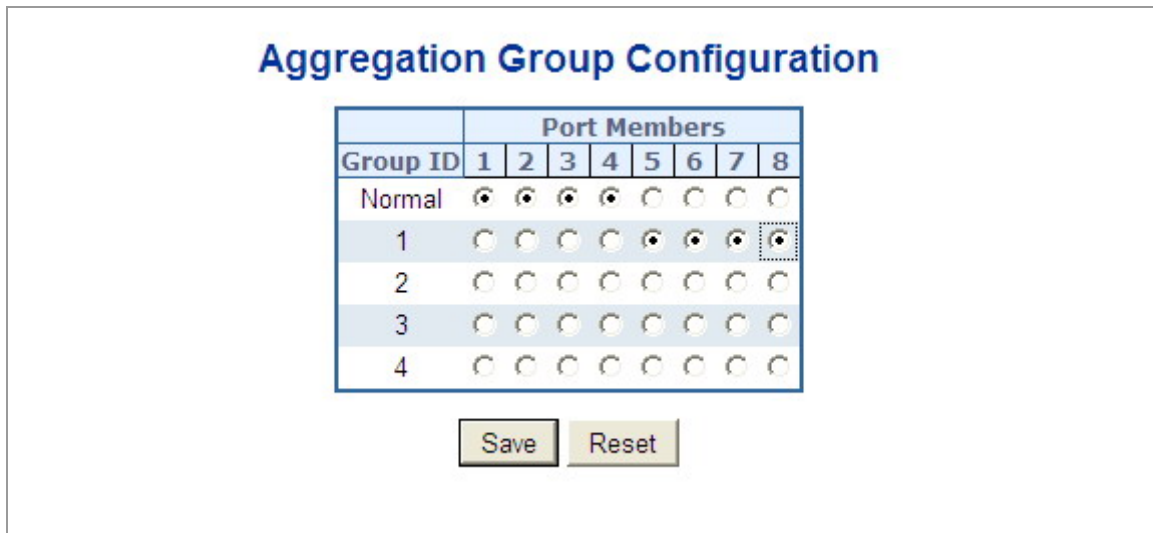 Aggregation Group Configuration
Port Members
Group ID 1 2 3 4 5 6 7 8
Normal
1
2
3
4
Save Reset